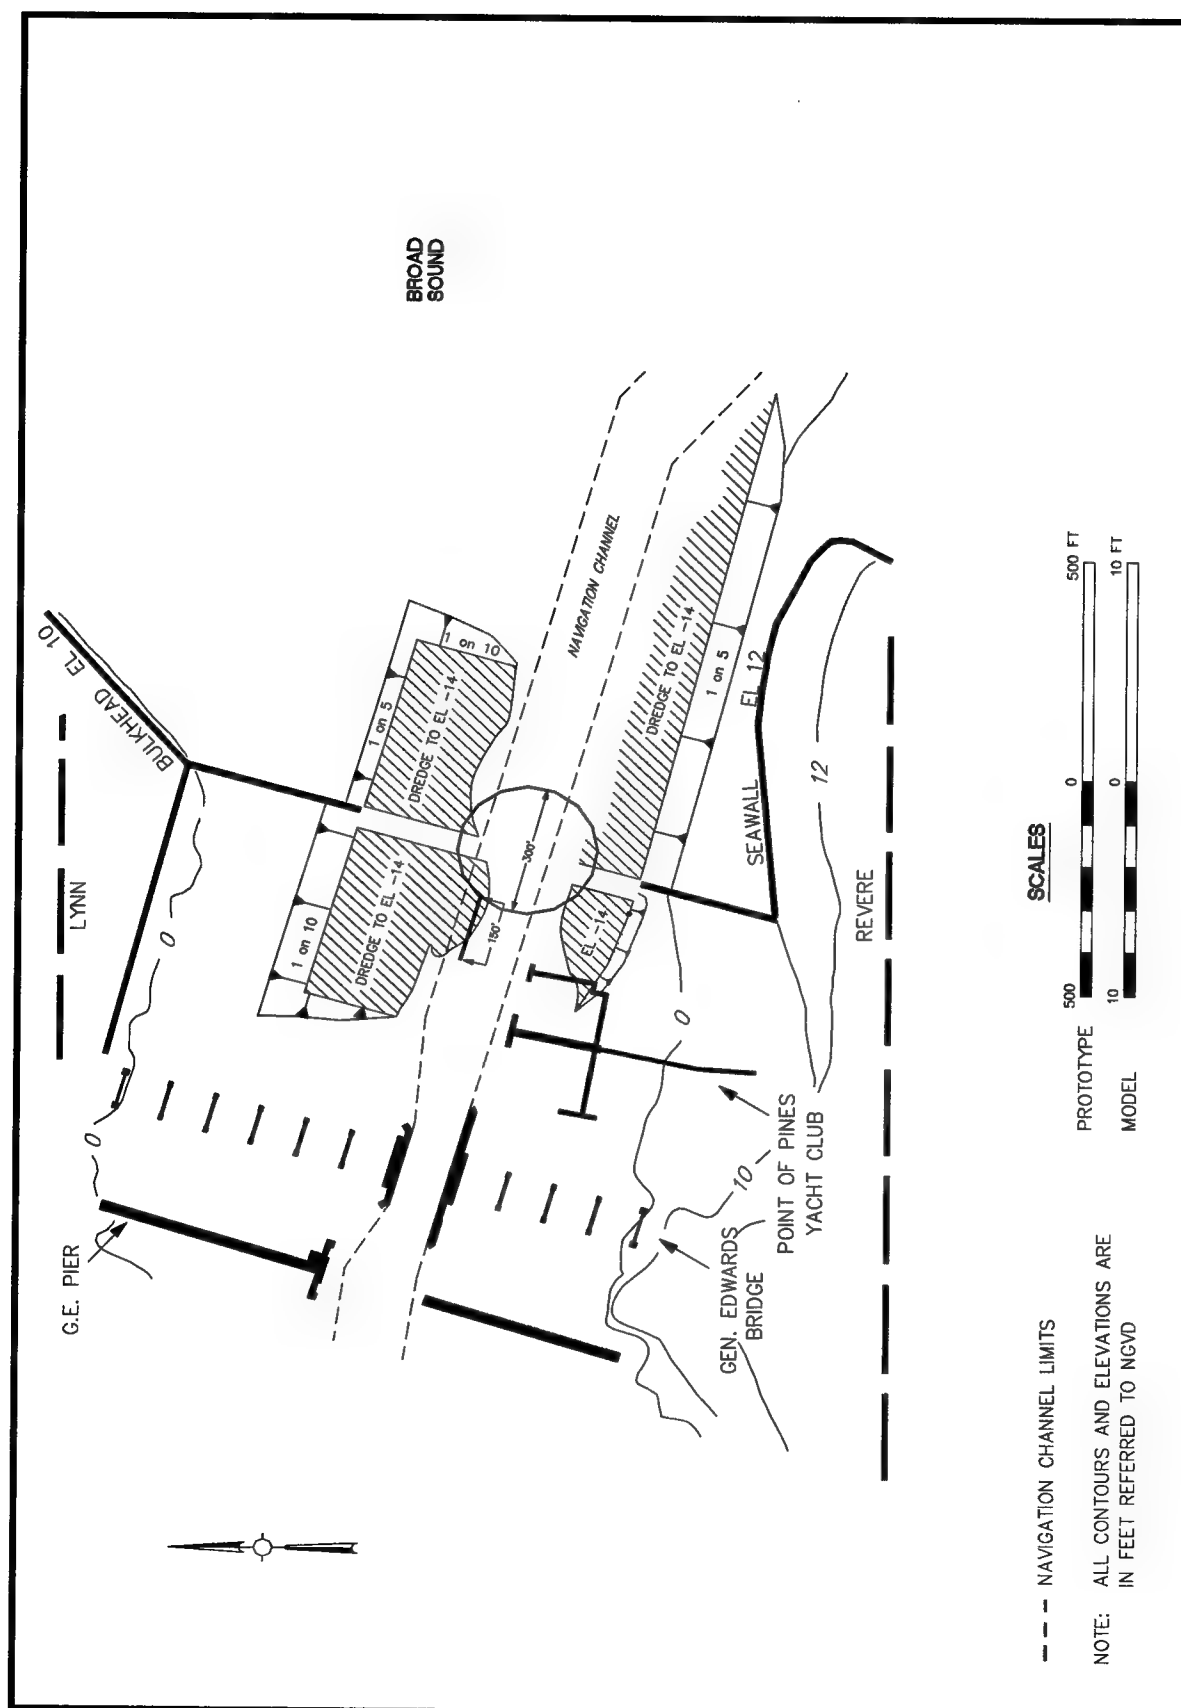 LYNN
BULKHEAD EL 10
BROAD
SOUND
G.E. PIER
0
0
1 on 10
DREDGE TO EL -14
1 on 5
DREDGE TO EL -14
1 on 10
150'
300'
NAVIGATION CHANNEL
EL -14
DREDGE TO EL -14
1 on 5
SEAWALL EL 12
0
10
12
GEN. EDWARDS
BRIDGE
POINT OF PINES
YACHT CLUB
REVERE
--- NAVIGATION CHANNEL LIMITS
NOTE: ALL CONTOURS AND ELEVATIONS ARE
IN FEET REFERRED TO NGVD
SCALES
PROTOTYPE 500 0 500 FT
MODEL 10 0 10 FT